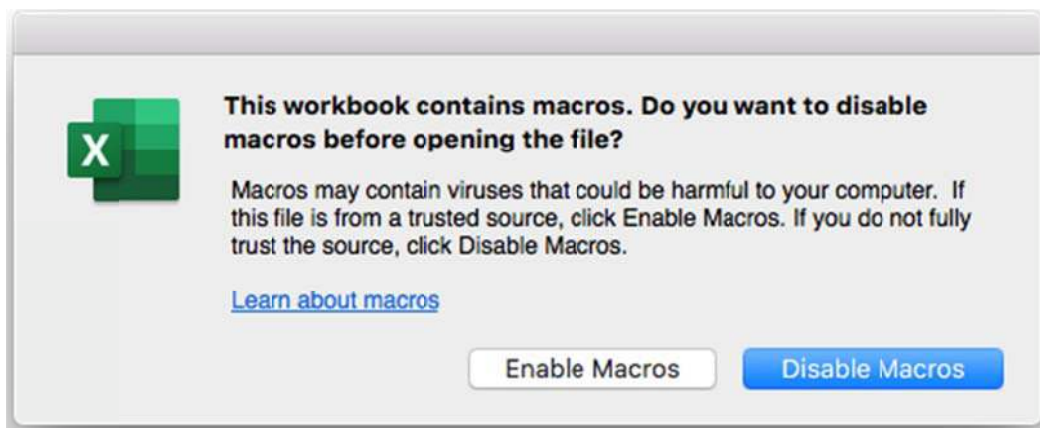 This workbook contains macros. Do you want to disable
macros before opening the file?
X
Macros may contain viruses that could be harmful to your computer.  If
this file is from a trusted source, click Enable Macros. If you do not fully
trust the source, click Disable Macros.
Learn about macros
Enable Macros
Disable Macros